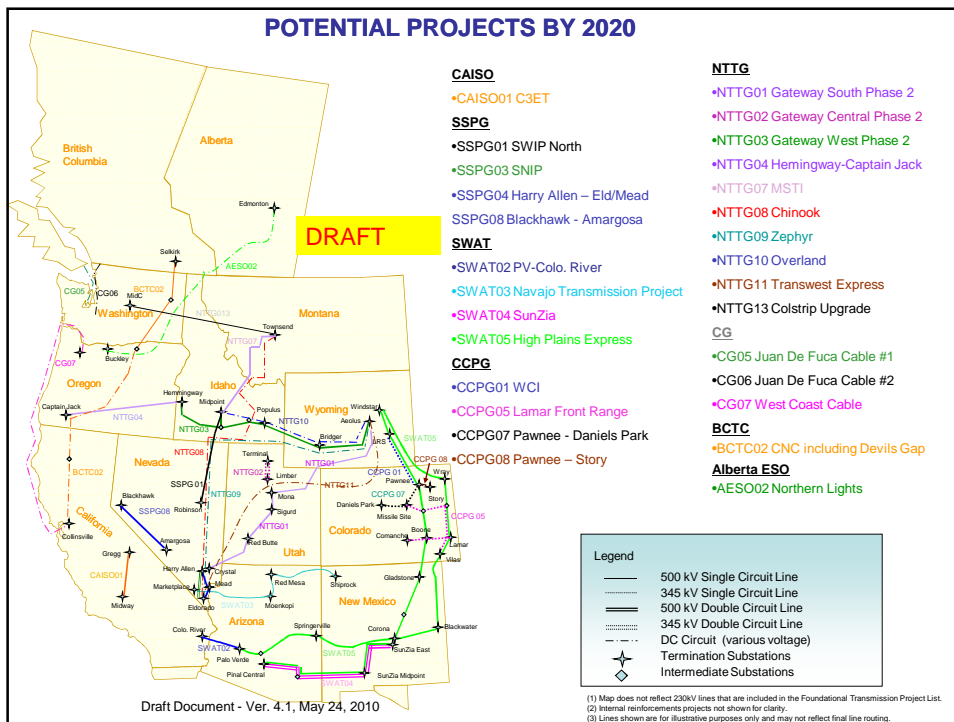 POTENTIAL PROJECTS BY 2020
CAISO
•CAISO01 C3ET
SSPG
•SSPG01 SWIP North
•SSPG03 SNIP
•SSPG04 Harry Allen – Eld/Mead
SSPG08 Blackhawk - Amargosa
SWAT
•SWAT02 PV-Colo. River
•SWAT03 Navajo Transmission Project
•SWAT04 SunZia
•SWAT05 High Plains Express
CCPG
•CCPG01 WCI
•CCPG05 Lamar Front Range
•CCPG07 Pawnee - Daniels Park
•CCPG08 Pawnee – Story
NTTG
•NTTG01 Gateway South Phase 2
•NTTG02 Gateway Central Phase 2
•NTTG03 Gateway West Phase 2
•NTTG04 Hemingway-Captain Jack
•NTTG07 MSTI
•NTTG08 Chinook
•NTTG09 Zephyr
•NTTG10 Overland
•NTTG11 Transwest Express
•NTTG13 Colstrip Upgrade
CG
•CG05 Juan De Fuca Cable #1
•CG06 Juan De Fuca Cable #2
•CG07 West Coast Cable
BCTC
•BCTC02 CNC including Devils Gap
Alberta ESO
•AESO02 Northern Lights
British
Columbia
Alberta
Edmonton
DRAFT
Selkirk
AESO02
BCTC02
CG05
CG06
MidC
Washington
NTTG013
Montana
Townsend
NTTG07
Buckley
CG07
Oregon
Idaho
Hemmingway
Midpoint
Populus
Wyoming
Windstar
Aeolus
Captain Jack
NTTG04
NTTG03
NTTG10
Bridger
LRS
SWAT05
NTTG08
Terminal
NTTG01
CCPG 08
BCTC02
Nevada
NTTG02
Limber
CCPG 01
Pawnee
Wray
SSPG 01
NTTG09
NTTG11
Mona
CCPG 07
Story
Blackhawk
Robinson
Sigurd
Daniels Park
Missile Site
SSPG08
California
NTTG01
Colorado
Boone
CCPG 05
Collinsville
Amargosa
Red Butte
Comanche
Lamar
Gregg
Utah
Vilas
Harry Allen
Crystal
CAISO01
Mead
Red Mesa
Shiprock
Gladstone
Marketplace
Midway
Eldorado
SWAT03
Moenkopi
New Mexico
Arizona
Colo. River
Springerville
Corona
Blackwater
SWAT02
SWAT05
SunZia East
Palo Verde
Pinal Central
SWAT04
SunZia Midpoint
Legend
500 kV Single Circuit Line
345 kV Single Circuit Line
500 kV Double Circuit Line
345 kV Double Circuit Line
DC Circuit (various voltage)
Termination Substations
Intermediate Substations
Draft Document - Ver. 4.1, May 24, 2010
(1) Map does not reflect 230kV lines that are included in the Foundational Transmission Project List.
(2) Internal reinforcements projects not shown for clarity.
(3) Lines shown are for illustrative purposes only and may not reflect final line routing.